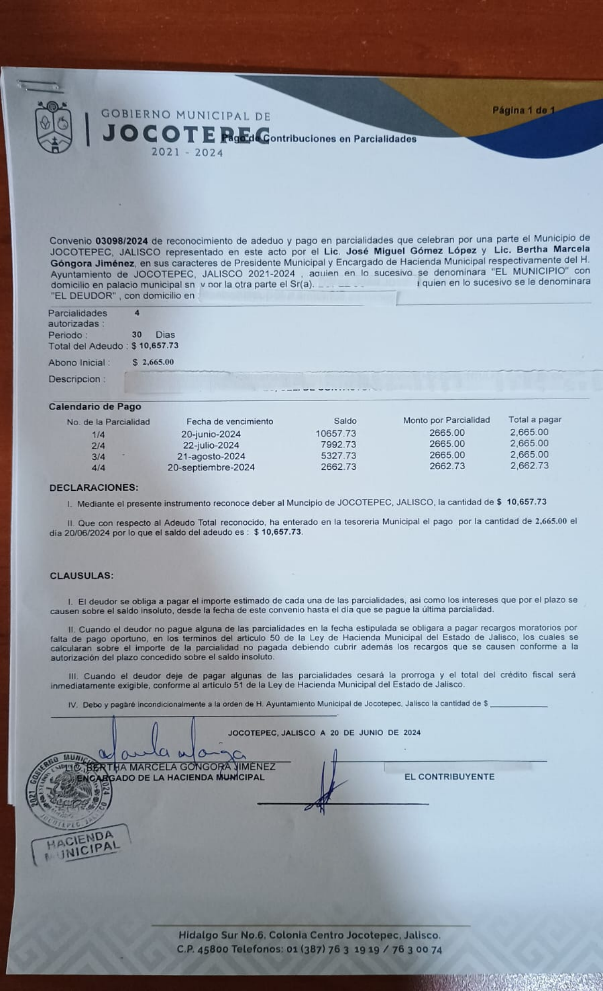 Página 1 de 1
GOBIERNO MUNICIPAL DE
JOCOTEPEC
Pago de Contribuciones en Parcialidades
2021 - 2024
Convenio 03098/2024 de reconocimiento de adeduo y pago en parcialidades que celebran por una parte el Municipio de
JOCOTEPEC, JALISCO representado en este acto por el Lic. José Miguel Gómez López y Lic. Bertha Marcela
Góngora Jiménez, en sus caracteres de Presidente Municipal y Encargado de Hacienda Municipal respectivamente del H.
Ayuntamiento de JOCOTEPEC, JALISCO 2021-2024 , aquien en lo sucesivo se denominara "EL MUNICIPIO" con
domicilio en palacio municipal sn y por la otra parte el Sr(a). quien en lo sucesivo se le denominara
"EL DEUDOR" , con domicilio en
Parcialidades 4
autorizadas :
Periodo : 30 Dias
Total del Adeudo : $ 10,657.73
Abono Inicial : $ 2,665.00
Descripcion :
Calendario de Pago
No. de la Parcialidad Fecha de vencimiento Saldo Monto por Parcialidad Total a pagar
1/4 20-junio-2024 10657.73 2665.00 2,665.00
2/4 22-julio-2024 7992.73 2665.00 2,665.00
3/4 21-agosto-2024 5327.73 2665.00 2,665.00
4/4 20-septiembre-2024 2662.73 2662.73 2,662.73
DECLARACIONES:
I. Mediante el presente instrumento reconoce deber al Muncipio de JOCOTEPEC, JALISCO, la cantidad de $ 10,657.73
II. Que con respecto al Adeudo Total reconocido, ha enterado en la tesoreria Municipal el pago por la cantidad de 2,665.00 el
día 20/06/2024 por lo que el saldo del adeudo es : $ 10,657.73.
CLAUSULAS:
I. El deudor se obliga a pagar el importe estimado de cada una de las parcialidades, asi como los intereses que por el plazo se
causen sobre el saldo insoluto, desde la fecha de este convenio hasta el día que se pague la última parcialidad.
II. Cuando el deudor no pague alguna de las parcialidades en la fecha estipulada se obligara a pagar recargos moratorios por
falta de pago oportuno, en los terminos del articulo 50 de la Ley de Hacienda Municipal del Estado de Jalisco, los cuales se
calcularan sobre el importe de la parcialidad no pagada debiendo cubrir además los recargos que se causen conforme a la
autorización del plazo concedido sobre el saldo insoluto.
III. Cuando el deudor deje de pagar algunas de las parcialidades cesará la prorroga y el total del crédito fiscal será
inmediatamente exigible, conforme al artículo 51 de la Ley de Hacienda Municipal del Estado de Jalisco.
IV. Debo y pagaré incondicionalmente a la orden de H. Ayuntamiento Municipal de Jocotepec, Jalisco la cantidad de $
JOCOTEPEC, JALISCO A 20 DE JUNIO DE 2024
BERTHA MARCELA GONGORA JIMENEZ
ENCARGADO DE LA HACIENDA MUNICIPAL
EL CONTRIBUYENTE
HACIENDA
MUNICIPAL
Hidalgo Sur No.6, Colonia Centro Jocotepec, Jalisco.
C.P. 45800 Telefonos: 01 (387) 76 3 19 19 / 76 3 00 74